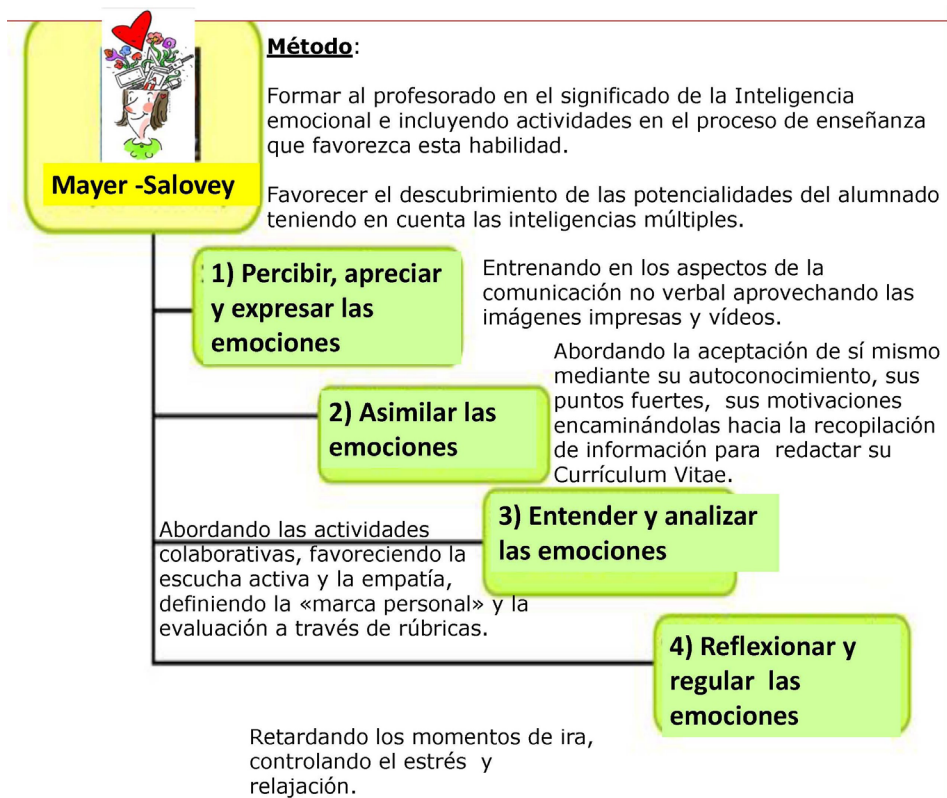 Método:
Formar al profesorado en el significado de la Inteligencia
emocional e incluyendo actividades en el proceso de enseñanza
que favorezca esta habilidad.
Mayer -Salovey
Favorecer el descubrimiento de las potencialidades del alumnado
teniendo en cuenta las inteligencias múltiples.
1) Percibir, apreciar
y expresar las
emociones
Entrenando en los aspectos de la
comunicación no verbal aprovechando las
imágenes impresas y vídeos.
2) Asimilar las
emociones
Abordando la aceptación de sí mismo
mediante su autoconocimiento, sus
puntos fuertes,  sus motivaciones
encaminándolas hacia la recopilación
de información para  redactar su
Currículum Vitae.
3) Entender y analizar
las emociones
Abordando las actividades
colaborativas, favoreciendo la
escucha activa y la empatía,
definiendo la «marca personal» y la
evaluación a través de rúbricas.
4) Reflexionar y
regular  las
emociones
Retardando los momentos de ira,
controlando el estrés  y
relajación.